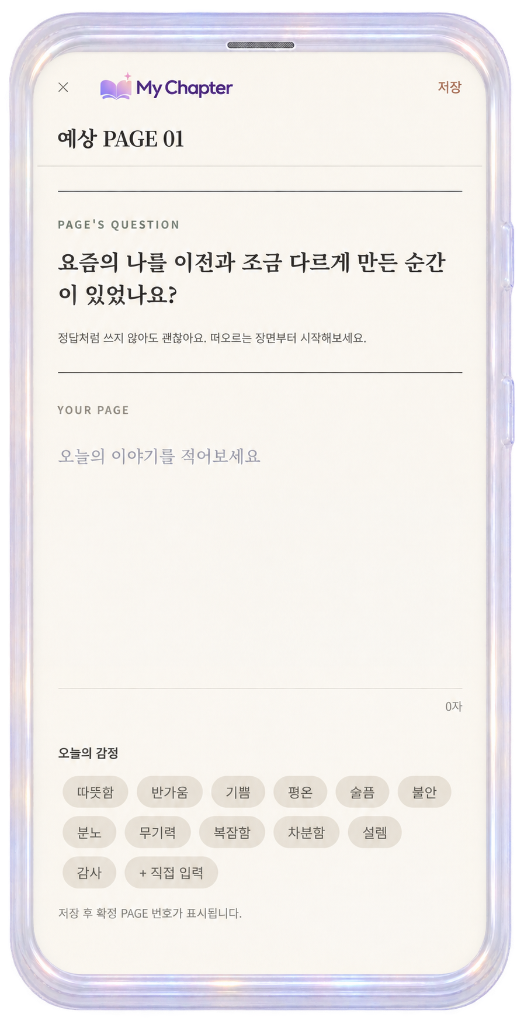 My Chapter
저장
예상 PAGE 01
PAGE'S QUESTION
요즘의 나를 이전과 조금 다르게 만든 순간
이 있었나요?
정답처럼 쓰지 않아도 괜찮아요. 떠오르는 장면부터 시작해보세요.
YOUR PAGE
오늘의 이야기를 적어보세요
0자
오늘의 감정
따뜻함 반가움 기쁨 평온 슬픔 불안
분노 무기력 복잡함 차분함 설렘
감사 + 직접 입력
저장 후 확정 PAGE 번호가 표시됩니다.